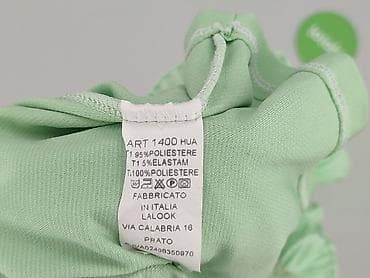 ART 1400 HUA
T1 95%POLIESTERE
T1 5%ELASTAM
T.100%POLIESTERE
FABBRICATO
IN ITALIA
LALOOK
VIA CALABRIA 16
PRATO